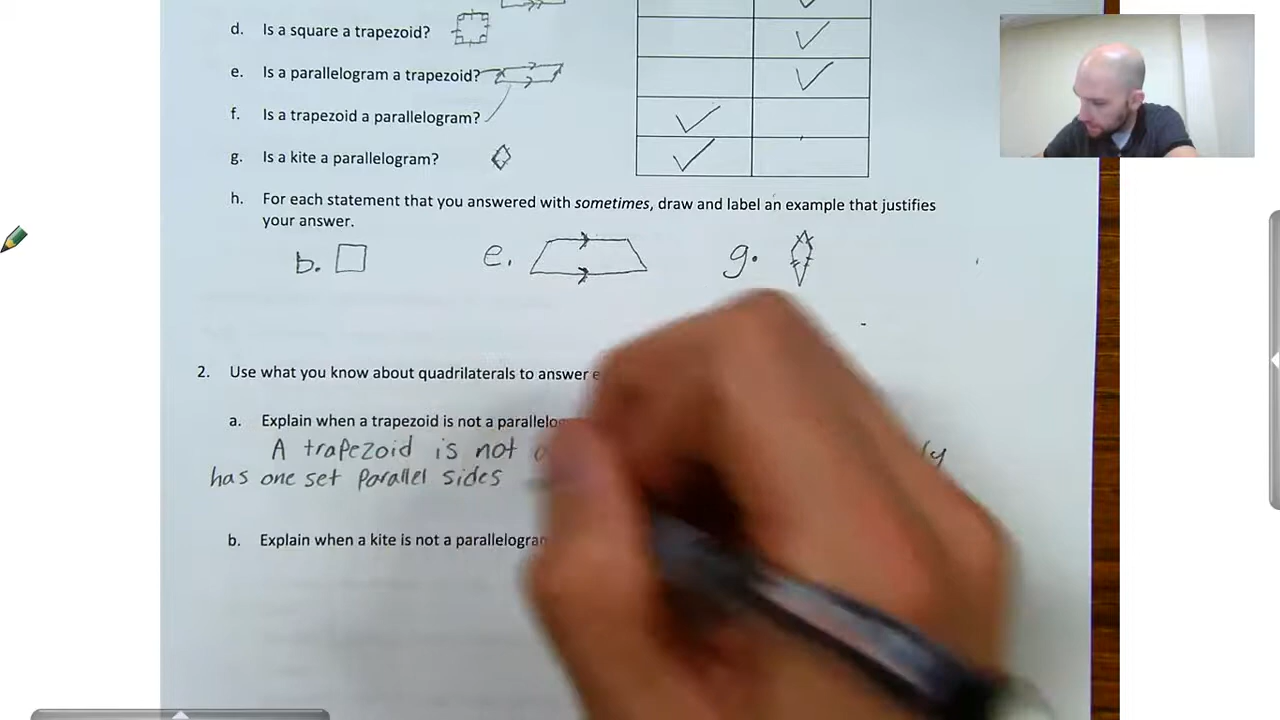 d. Is a square a trapezoid?
e. Is a parallelogram a trapezoid?
f. Is a trapezoid a parallelogram?
g. Is a kite a parallelogram?
h. For each statement that you answered with sometimes, draw and label an example that justifies
your answer.
b. e. g.
2. Use what you know about quadrilaterals to answer
a. Explain when a trapezoid is not a
A trapezoid is not
has one set parallel sides
b. Explain when a kite is not a